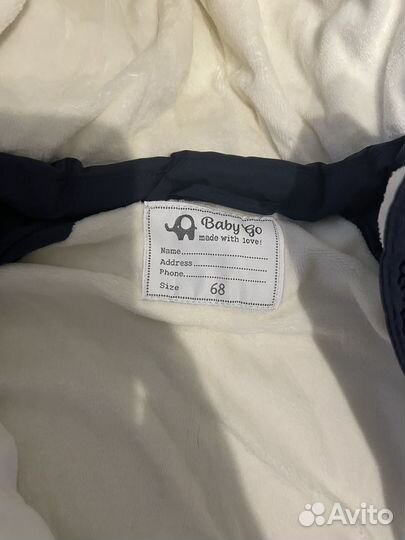 Baby Go
made with love!
Name
Address
Phone
Size 68
Avito